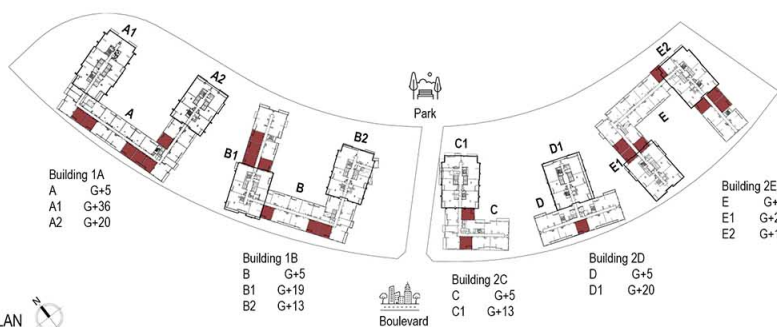 A1
A2
A
Building 1A
A G+5
A1 G+36
A2 G+20
B1
B2
B
Building 1B
B G+5
B1 G+19
B2 G+13
Park
Boulevard
C1
C
Building 2C
C G+5
C1 G+13
D1
D
Building 2D
D G+5
D1 G+20
E2
E
E1
Building 2E
E G+
E1 G+2
E2 G+1
LAN
N